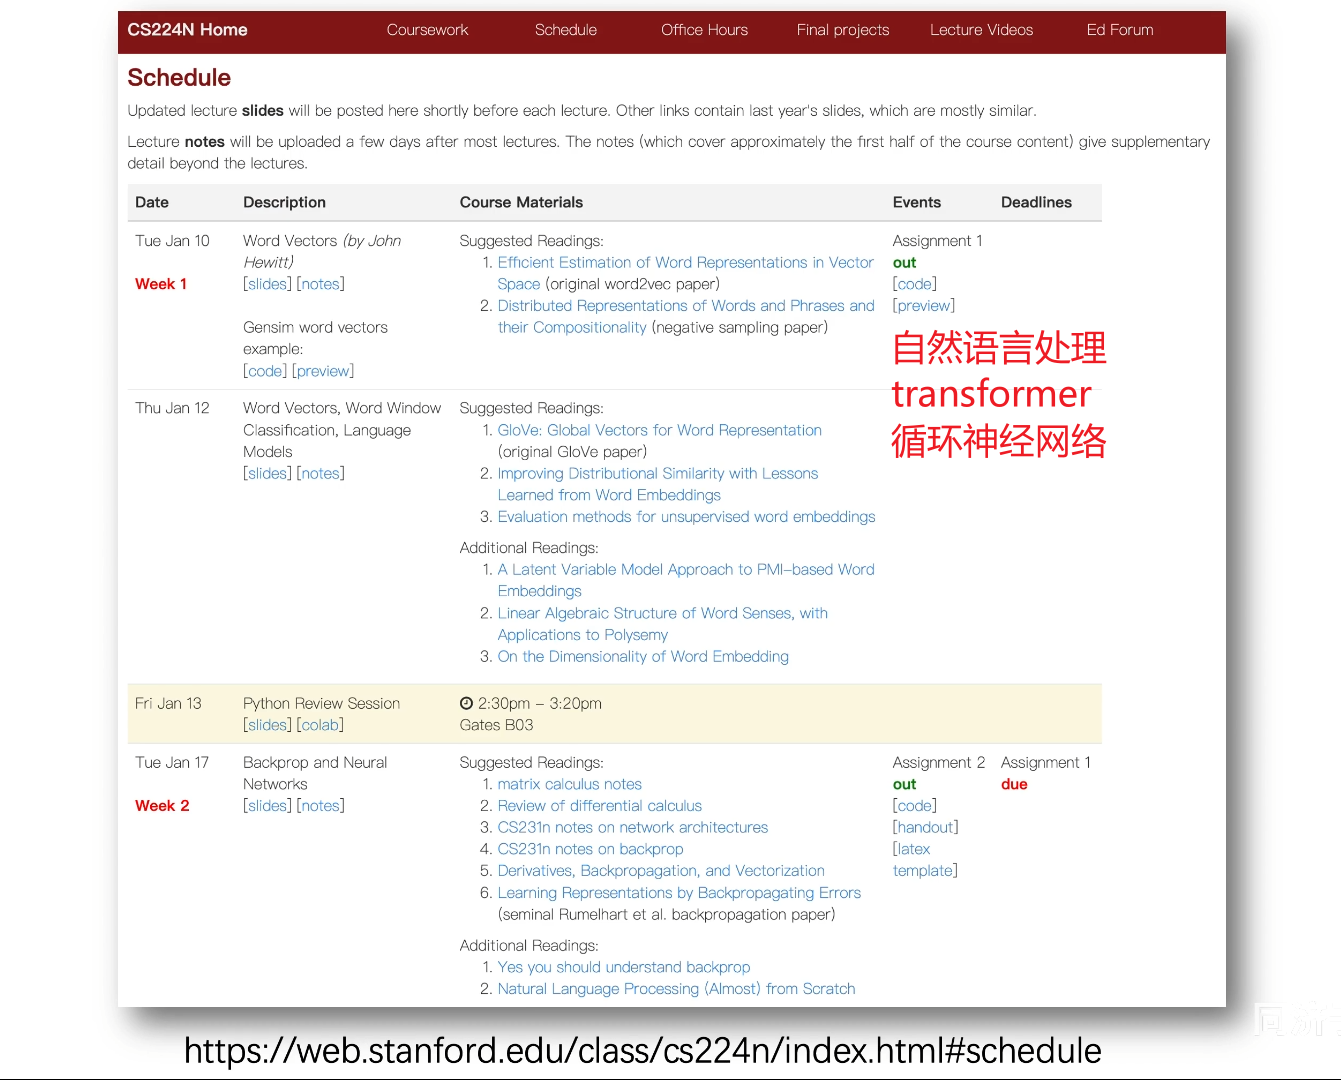 CS224N Home Coursework Schedule Office Hours Final projects Lecture Videos Ed Forum
Schedule
Updated lecture slides will be posted here shortly before each lecture. Other links contain last year's slides, which are mostly similar.
Lecture notes will be uploaded a few days after most lectures. The notes (which cover approximately the first half of the course content) give supplementary
detail beyond the lectures.
Date Description Course Materials Events Deadlines
Tue Jan 10
Week 1
Word Vectors (by John
Hewitt)
[slides] [notes]
Gensim word vectors
example:
[code] [preview]
Suggested Readings:
1. Efficient Estimation of Word Representations in Vector
Space (original word2vec paper)
2. Distributed Representations of Words and Phrases and
their Compositionality (negative sampling paper)
Assignment 1
out
[code]
[preview]
自然语言处理
transformer
循环神经网络
Thu Jan 12
Word Vectors, Word Window
Classification, Language
Models
[slides] [notes]
Suggested Readings:
1. GloVe: Global Vectors for Word Representation
(original GloVe paper)
2. Improving Distributional Similarity with Lessons
Learned from Word Embeddings
3. Evaluation methods for unsupervised word embeddings
Additional Readings:
1. A Latent Variable Model Approach to PMI-based Word
Embeddings
2. Linear Algebraic Structure of Word Senses, with
Applications to Polysemy
3. On the Dimensionality of Word Embedding
Fri Jan 13
Python Review Session
[slides] [colab]
2:30pm - 3:20pm
Gates B03
Tue Jan 17
Week 2
Backprop and Neural
Networks
[slides] [notes]
Suggested Readings:
1. matrix calculus notes
2. Review of differential calculus
3. CS231n notes on network architectures
4. CS231n notes on backprop
5. Derivatives, Backpropagation, and Vectorization
6. Learning Representations by Backpropagating Errors
(seminal Rumelhart et al. backpropagation paper)
Additional Readings:
1. Yes you should understand backprop
2. Natural Language Processing (Almost) from Scratch
Assignment 2
out
[code]
[handout]
[latex
template]
Assignment 1
due
https://web.stanford.edu/class/cs224n/index.html#schedule